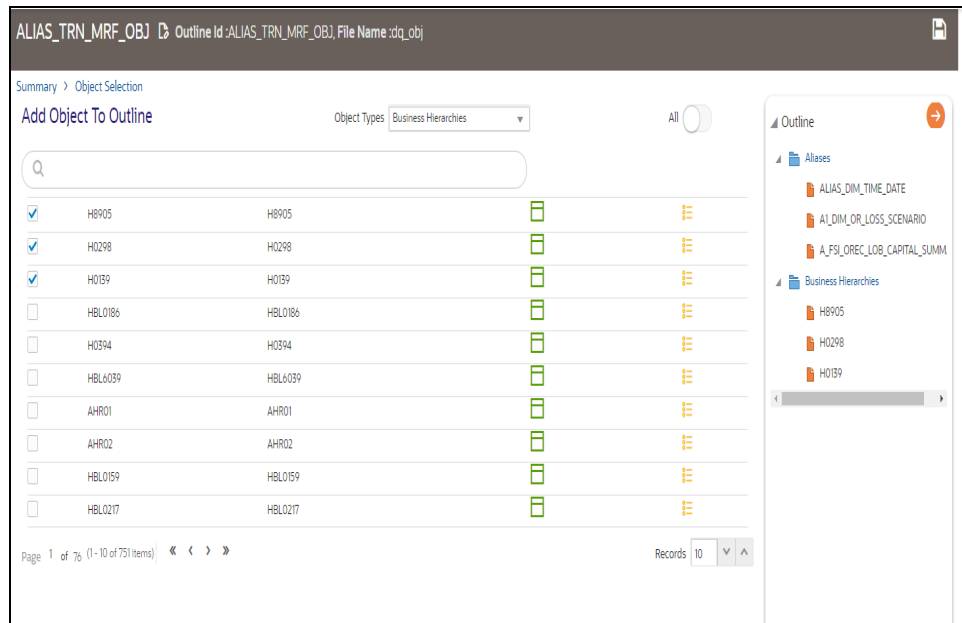 ALIAS_TRN_MRF_OBJ Outline Id :ALIAS_TRN_MRF_OBJ, File Name :dq_obj
Summary > Object Selection
Add Object To Outline
Object Types Business Hierarchies
All
H8905 H8905
H0298 H0298
H0139 H0139
HBL0186 HBL0186
H0394 H0394
HBL6039 HBL6039
AHR01 AHR01
AHR02 AHR02
HBL0159 HBL0159
HBL0217 HBL0217
Page 1 of 76 (1 - 10 of 751 items) « ‹ › »
Records 10
Outline
Aliases
ALIAS_DIM_TIME_DATE
A1_DIM_OR_LOSS_SCENARIO
A_FSI_OREC_LOB_CAPITAL_SUMM
Business Hierarchies
H8905
H0298
H0139